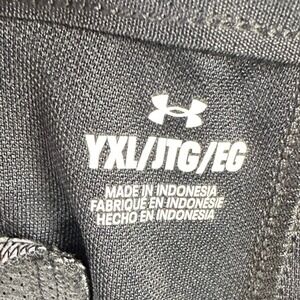 YXL/JTG/EG
MADE IN INDONESIA
FABRIQUÉ EN INDONÉSIE
HECHO EN INDONESIA